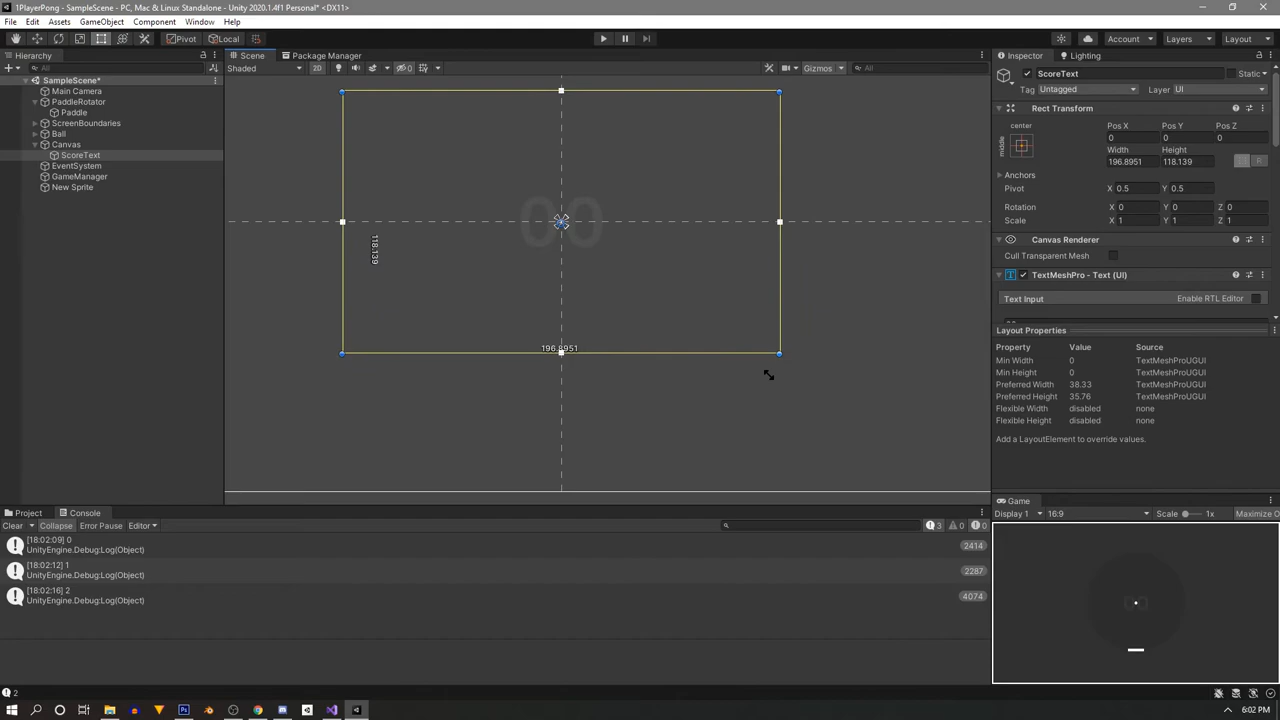 1PlayerPong - SampleScene - PC, Mac & Linux Standalone - Unity 2020.1.4f1 Personal* <DX11>
File Edit Assets GameObject Component Window Help
Pivot Local Account Layers Layout
Hierarchy
All
SampleScene*
Main Camera
PaddleRotator
Paddle
ScreenBoundaries
Ball
Canvas
ScoreText
EventSystem
GameManager
New Sprite
Scene Package Manager
Shaded 2D 0 Gizmos All
00
118.139
196.8951
Inspector Lighting
ScoreText Static
Tag Untagged Layer UI
Rect Transform
center Pos X Pos Y Pos Z
middle 0 0 0
Width Height
196.8951 118.139 R
Anchors
Pivot X 0.5 Y 0.5
Rotation X 0 Y 0 Z 0
Scale X 1 Y 1 Z 1
Canvas Renderer
Cull Transparent Mesh
TextMeshPro - Text (UI)
Text Input Enable RTL Editor
Layout Properties
Property Value Source
Min Width 0 TextMeshProUGUI
Min Height 0 TextMeshProUGUI
Preferred Width 38.33 TextMeshProUGUI
Preferred Height 35.76 TextMeshProUGUI
Flexible Width disabled none
Flexible Height disabled none
Add a LayoutElement to override values.
Project Console
Clear Collapse Error Pause Editor 3 0 0
[18:02:09] 0
UnityEngine.Debug:Log(Object) 2414
[18:02:12] 1
UnityEngine.Debug:Log(Object) 2287
[18:02:16] 2
UnityEngine.Debug:Log(Object) 4074
Game
Display 1 16:9 Scale 1x Maximize O
00
2
6:02 PM